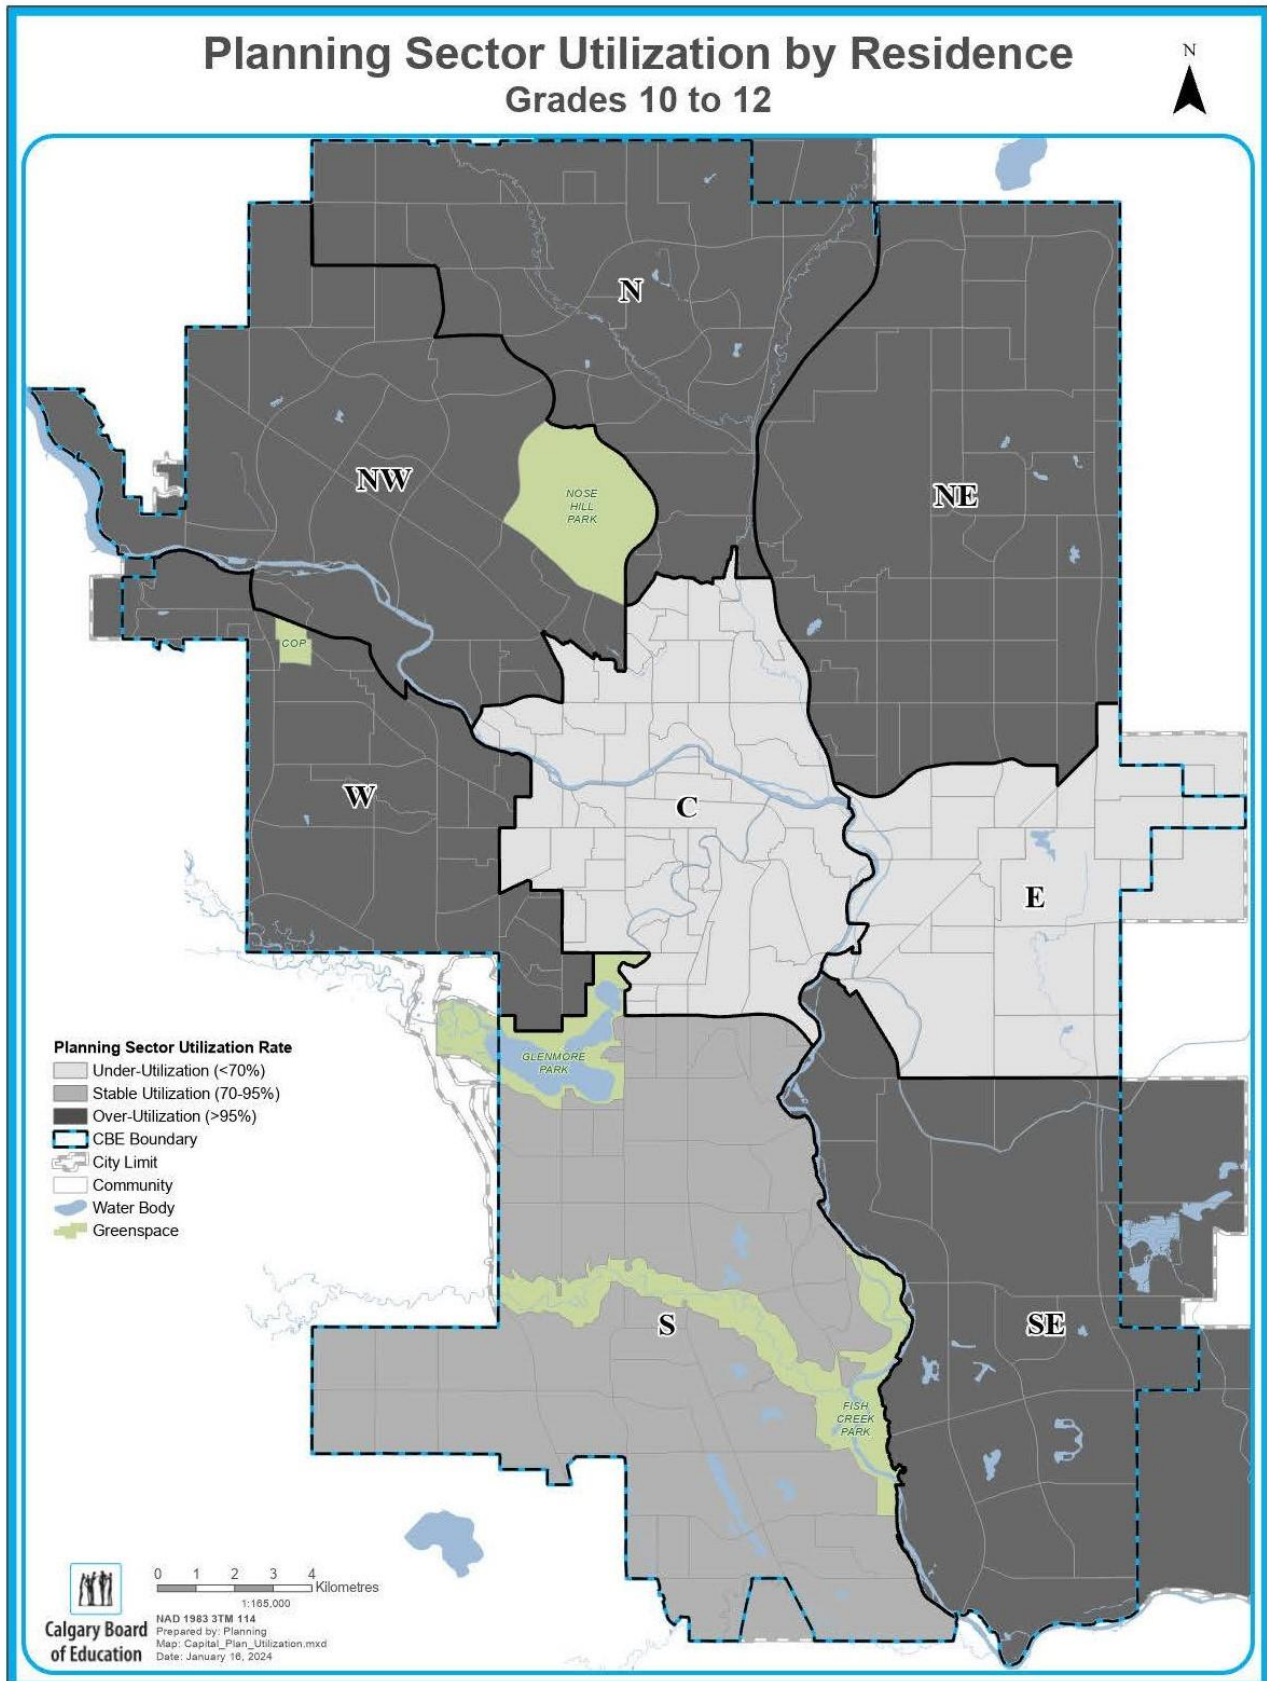 Planning Sector Utilization by Residence
Grades 10 to 12
N
N
NW
NOSE
HILL
PARK
NE
COP
W
C
E
GLENMORE
PARK
Planning Sector Utilization Rate
Under-Utilization (<70%)
Stable Utilization (70-95%)
Over-Utilization (>95%)
CBE Boundary
City Limit
Community
Water Body
Greenspace
S
SE
FISH
CREEK
PARK
0 1 2 3 4
Kilometres
1:165,000
Calgary Board
of Education
NAD 1983 3TM 114
Prepared by: Planning
Map: Capital_Plan_Utilization.mxd
Date: January 16, 2024